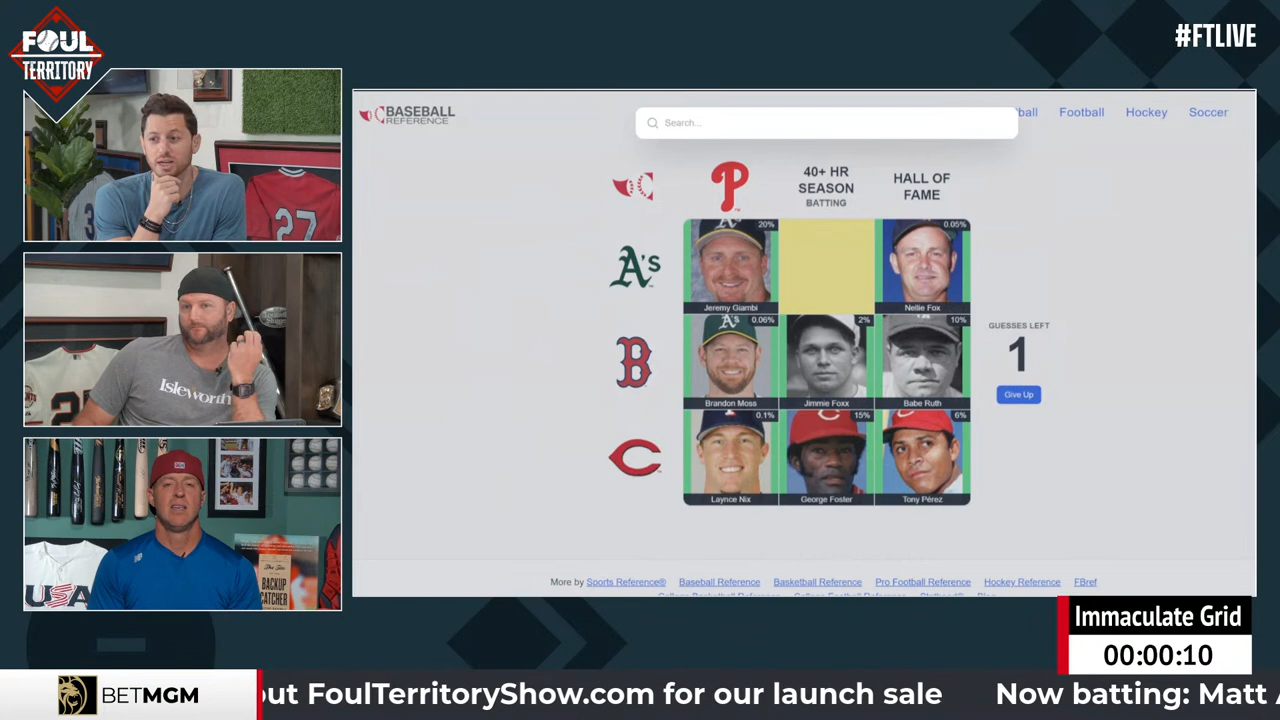 FOUL
TERRITORY
#FTLIVE
BASEBALL
REFERENCE
Search...
ball
Football
Hockey
Soccer
P
40+ HR
SEASON
BATTING
HALL OF
FAME
A's
20%
Jeremy Giambi
0.05%
Nellie Fox
B
0.06%
Brandon Moss
2%
Jimmie Foxx
10%
Babe Ruth
C
0.1%
Laynce Nix
15%
George Foster
6%
Tony Pérez
GUESSES LEFT
1
Give Up
27
Isleworth
USA
BACKUP
CATCHER
More by Sports Reference® Baseball Reference Basketball Reference Pro Football Reference Hockey Reference FBref
Immaculate Grid
00:00:10
BETMGM
out FoulTerritoryShow.com for our launch sale
Now batting: Matt